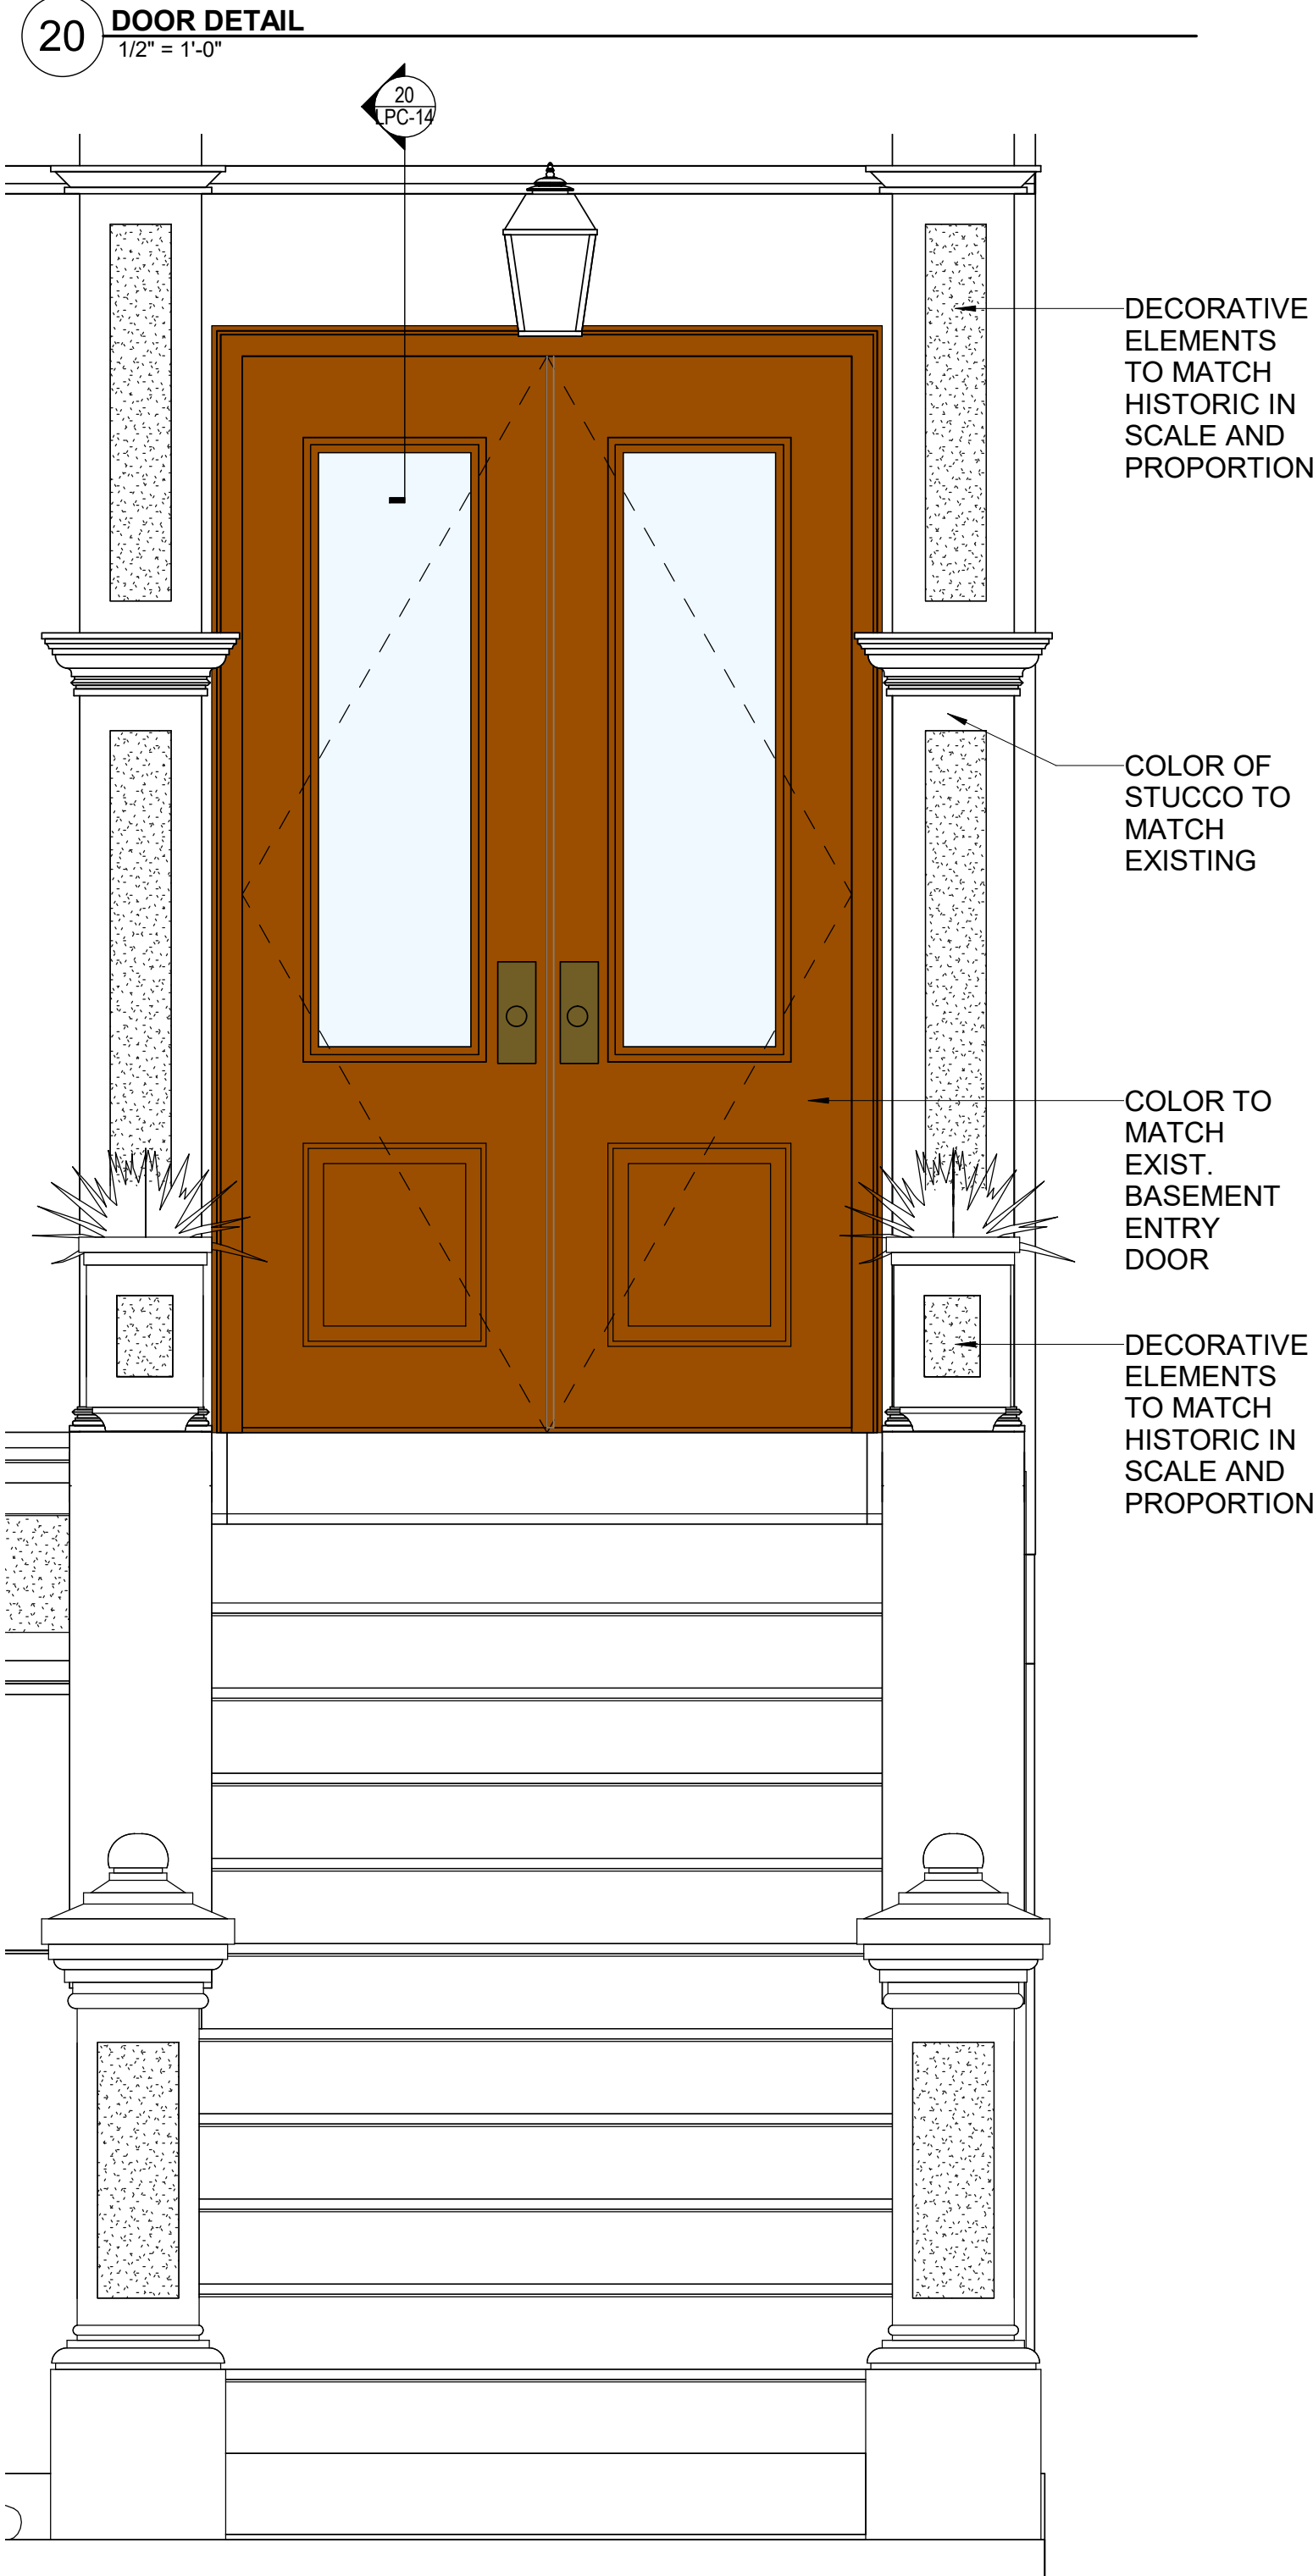 20
DOOR DETAIL
1/2" = 1'-0"
20
LPC-14
DECORATIVE
ELEMENTS
TO MATCH
HISTORIC IN
SCALE AND
PROPORTION
COLOR OF
STUCCO TO
MATCH
EXISTING
COLOR TO
MATCH
EXIST.
BASEMENT
ENTRY
DOOR
DECORATIVE
ELEMENTS
TO MATCH
HISTORIC IN
SCALE AND
PROPORTION